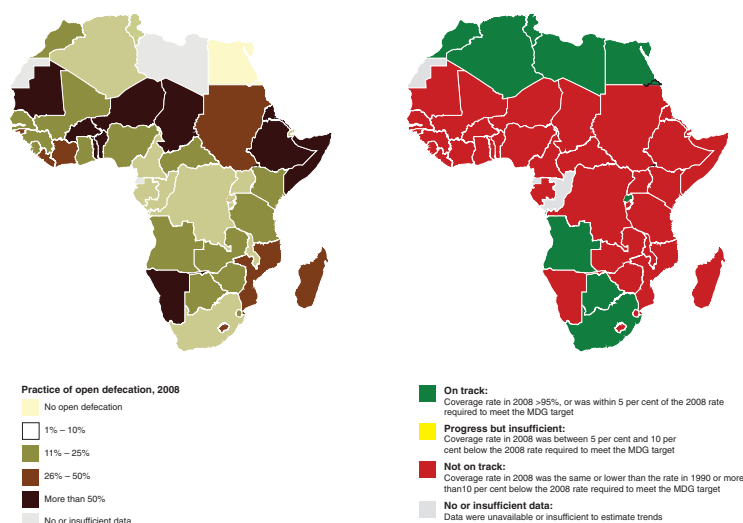 Practice of open defecation, 2008
No open defecation
1% – 10%
11% – 25%
26% – 50%
More than 50%
No or insufficient data
On track:
Coverage rate in 2008 >95%, or was within 5 per cent of the 2008 rate
required to meet the MDG target
Progress but insufficient:
Coverage rate in 2008 was between 5 per cent and 10 per
cent below the 2008 rate required to meet the MDG target
Not on track:
Coverage rate in 2008 was the same or lower than the rate in 1990 or more
than10 per cent below the 2008 rate required to meet the MDG target
No or insufficient data:
Data were unavailable or insufficient to estimate trends